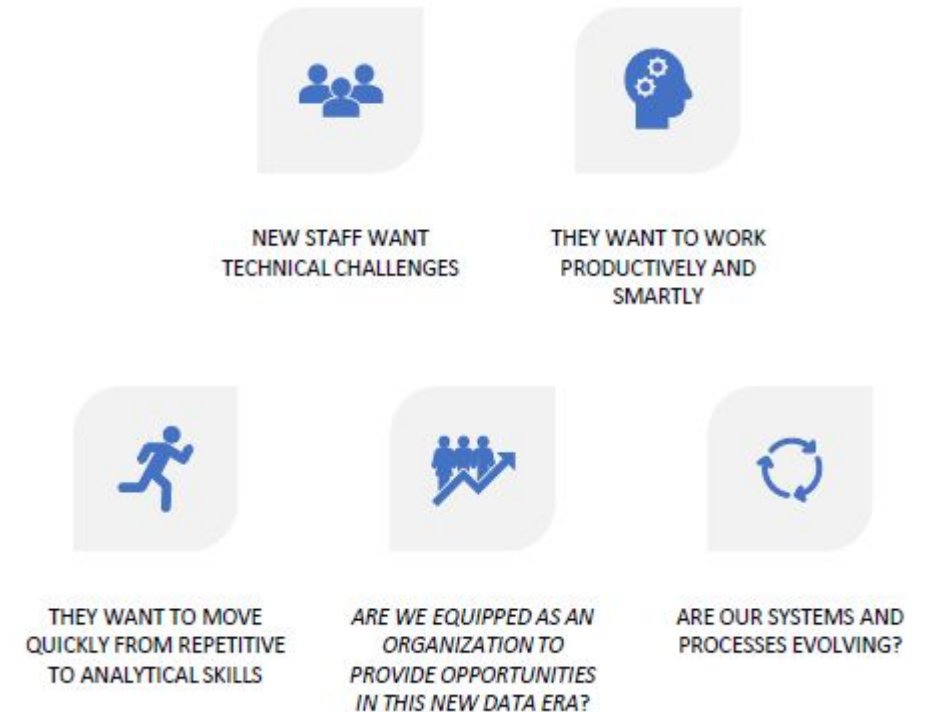 NEW STAFF WANT
TECHNICAL CHALLENGES
THEY WANT TO WORK
PRODUCTIVELY AND
SMARTLY
THEY WANT TO MOVE
QUICKLY FROM REPETITIVE
TO ANALYTICAL SKILLS
ARE WE EQUIPPED AS AN
ORGANIZATION TO
PROVIDE OPPORTUNITIES
IN THIS NEW DATA ERA?
ARE OUR SYSTEMS AND
PROCESSES EVOLVING?